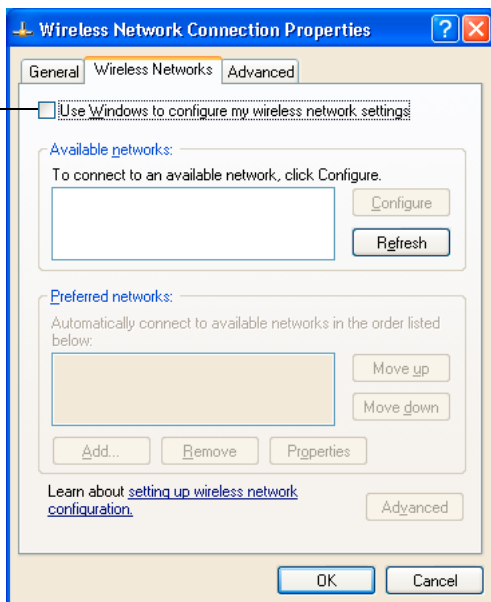 Wireless Network Connection Properties
General Wireless Networks Advanced
Use Windows to configure my wireless network settings
Available networks:
To connect to an available network, click Configure.
Configure
Refresh
Preferred networks:
Automatically connect to available networks in the order listed
below:
Move up
Move down
Add... Remove Properties
Learn about setting up wireless network
configuration.
Advanced
OK Cancel